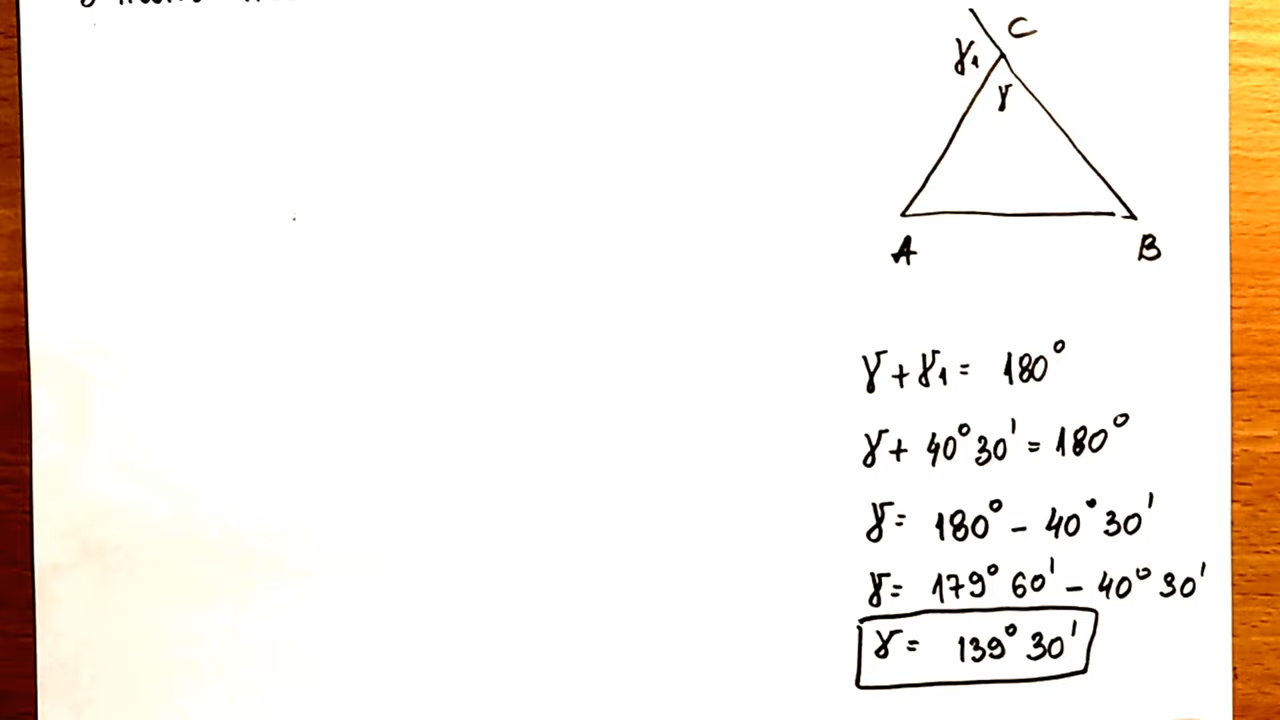 C
γ₁
γ
A
B
γ + γ₁ = 180°
γ + 40° 30' = 180°
γ = 180° - 40° 30'
γ = 179° 60' - 40° 30'
γ = 139° 30'